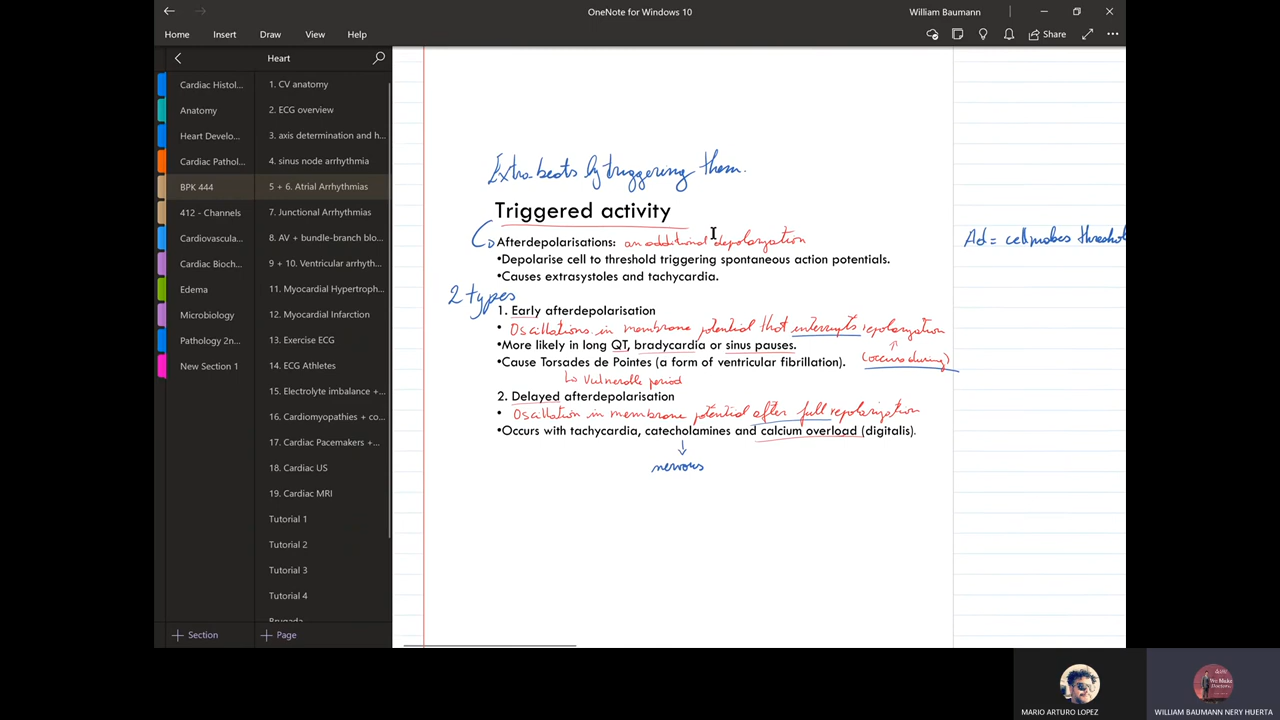 OneNote for Windows 10
William Baumann
Home
Insert
Draw
View
Help
Share
Heart
Cardiac Histol...
Anatomy
Heart Develo...
Cardiac Pathol...
BPK 444
412 - Channels
Cardiovascula...
Cardiac Bioch...
Edema
Microbiology
Pathology 2n...
New Section 1
Section
1. CV anatomy
2. ECG overview
3. axis determination and h...
4. sinus node arrhythmia
5 + 6. Atrial Arrhythmias
7. Junctional Arrhythmias
8. AV + bundle-branch blo...
9 + 10. Ventricular arrhyth...
11. Myocardial Hypertroph...
12. Myocardial Infarction
13. Exercise ECG
14. ECG Athletes
15. Electrolyte imbalance +...
16. Cardiomyopathies + co...
17. Cardiac Pacemakers +...
18. Cardiac US
19. Cardiac MRI
Tutorial 1
Tutorial 2
Tutorial 3
Tutorial 4
Brugada
Page
Extra-beats by triggering them.
Triggered activity
Afterdepolarisations: an additional depolarization
•Depolarise cell to threshold triggering spontaneous action potentials.
•Causes extrasystoles and tachycardia.
2 types
1. Early afterdepolarisation
• Oscillations in membrane potential that interrupts repolarization
•More likely in long QT, bradycardia or sinus pauses.
(occurs during)
•Cause Torsades de Pointes (a form of ventricular fibrillation).
↳ Vulnerable period
2. Delayed afterdepolarisation
• Oscillation in membrane potential after full repolarization
•Occurs with tachycardia, catecholamines and calcium overload (digitalis).
nervous
Ad = cell
MARIO ARTURO LOPEZ
WILLIAM BAUMANN NERY HUERTA